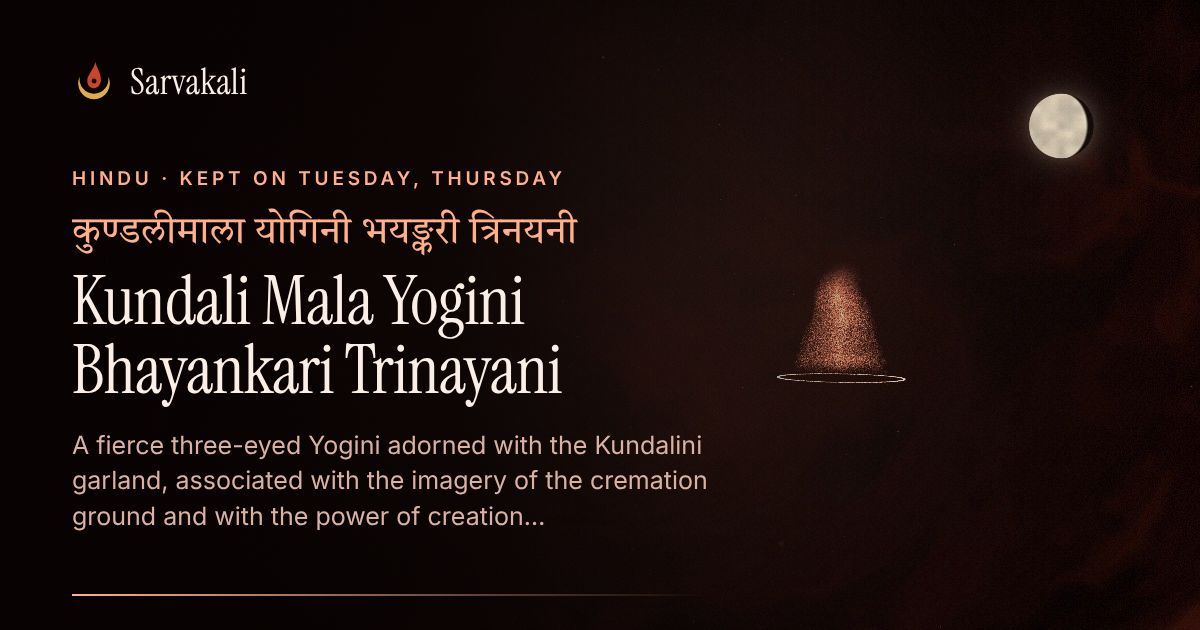 Sarvakali
HINDU · KEPT ON TUESDAY, THURSDAY
कुण्डलीमाला योगिनी भयङ्करी त्रिनयनी
Kundali Mala Yogini
Bhayankari Trinayani
A fierce three-eyed Yogini adorned with the Kundalini
garland, associated with the imagery of the cremation
ground and with the power of creation...